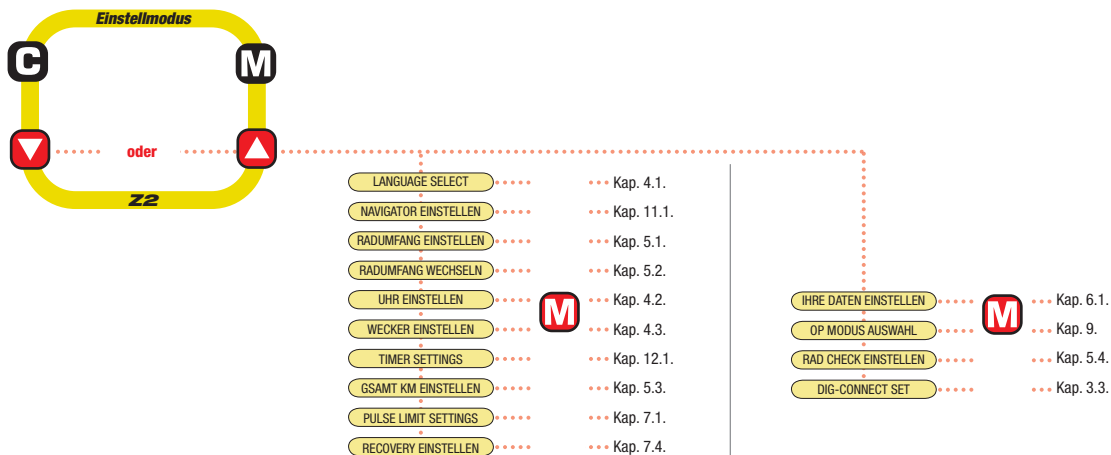 Einstellmodus
C
M
oder
Z2
LANGUAGE SELECT Kap. 4.1.
NAVIGATOR EINSTELLEN Kap. 11.1.
RADUMFANG EINSTELLEN Kap. 5.1.
RADUMFANG WECHSELN Kap. 5.2.
UHR EINSTELLEN Kap. 4.2.
M
WECKER EINSTELLEN Kap. 4.3.
TIMER SETTINGS Kap. 12.1.
GSAMT KM EINSTELLEN Kap. 5.3.
PULSE LIMIT SETTINGS Kap. 7.1.
RECOVERY EINSTELLEN Kap. 7.4.
IHRE DATEN EINSTELLEN Kap. 6.1.
M
OP MODUS AUSWAHL Kap. 9.
RAD CHECK EINSTELLEN Kap. 5.4.
DIG-CONNECT SET Kap. 3.3.